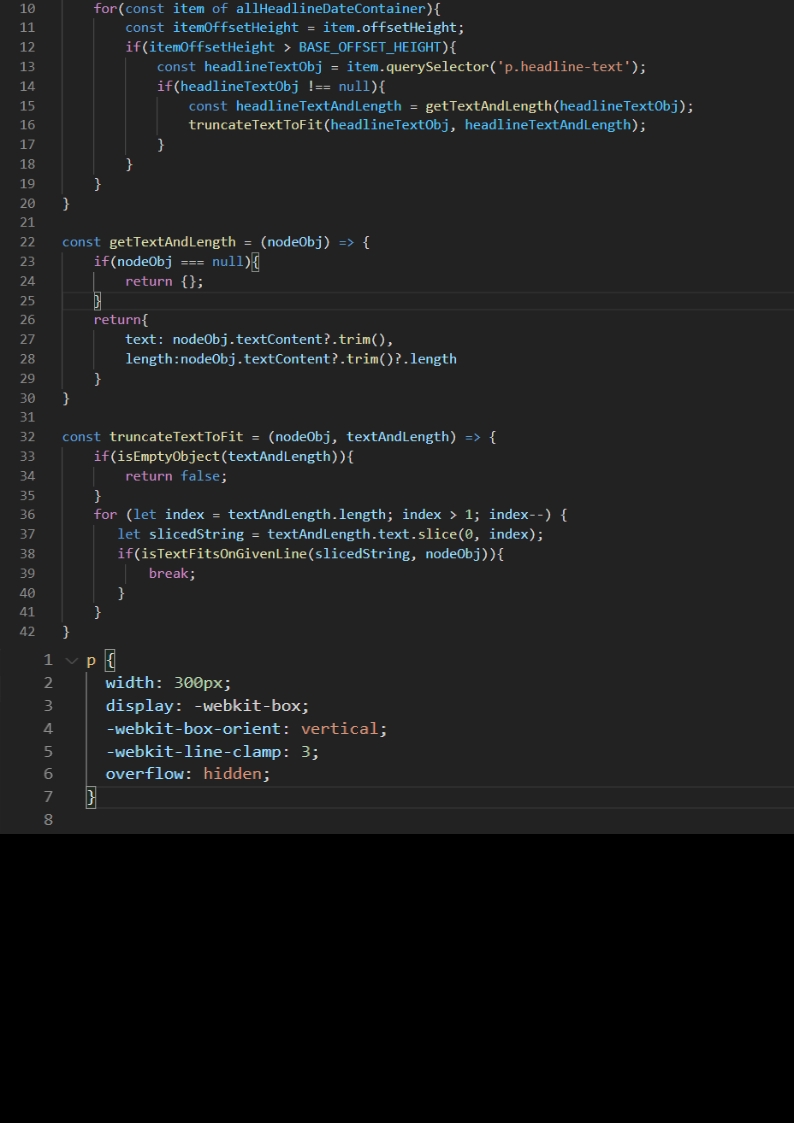 10 for(const item of allHeadlineDateContainer){
11 const itemOffsetHeight = item.offsetHeight;
12 if(itemOffsetHeight > BASE_OFFSET_HEIGHT){
13 const headlineTextObj = item.querySelector('p.headline-text');
14 if(headlineTextObj !== null){
15 const headlineTextAndLength = getTextAndLength(headlineTextObj);
16 truncateTextToFit(headlineTextObj, headlineTextAndLength);
17 }
18 }
19 }
20 }
21
22 const getTextAndLength = (nodeObj) => {
23 if(nodeObj === null){
24 return {};
25 }
26 return{
27 text: nodeObj.textContent?.trim(),
28 length:nodeObj.textContent?.trim()?.length
29 }
30 }
31
32 const truncateTextToFit = (nodeObj, textAndLength) => {
33 if(isEmptyObject(textAndLength)){
34 return false;
35 }
36 for (let index = textAndLength.length; index > 1; index--) {
37 let slicedString = textAndLength.text.slice(0, index);
38 if(isTextFitsOnGivenLine(slicedString, nodeObj)){
39 break;
40 }
41 }
42 }
1 p {
2 width: 300px;
3 display: -webkit-box;
4 -webkit-box-orient: vertical;
5 -webkit-line-clamp: 3;
6 overflow: hidden;
7 }
8